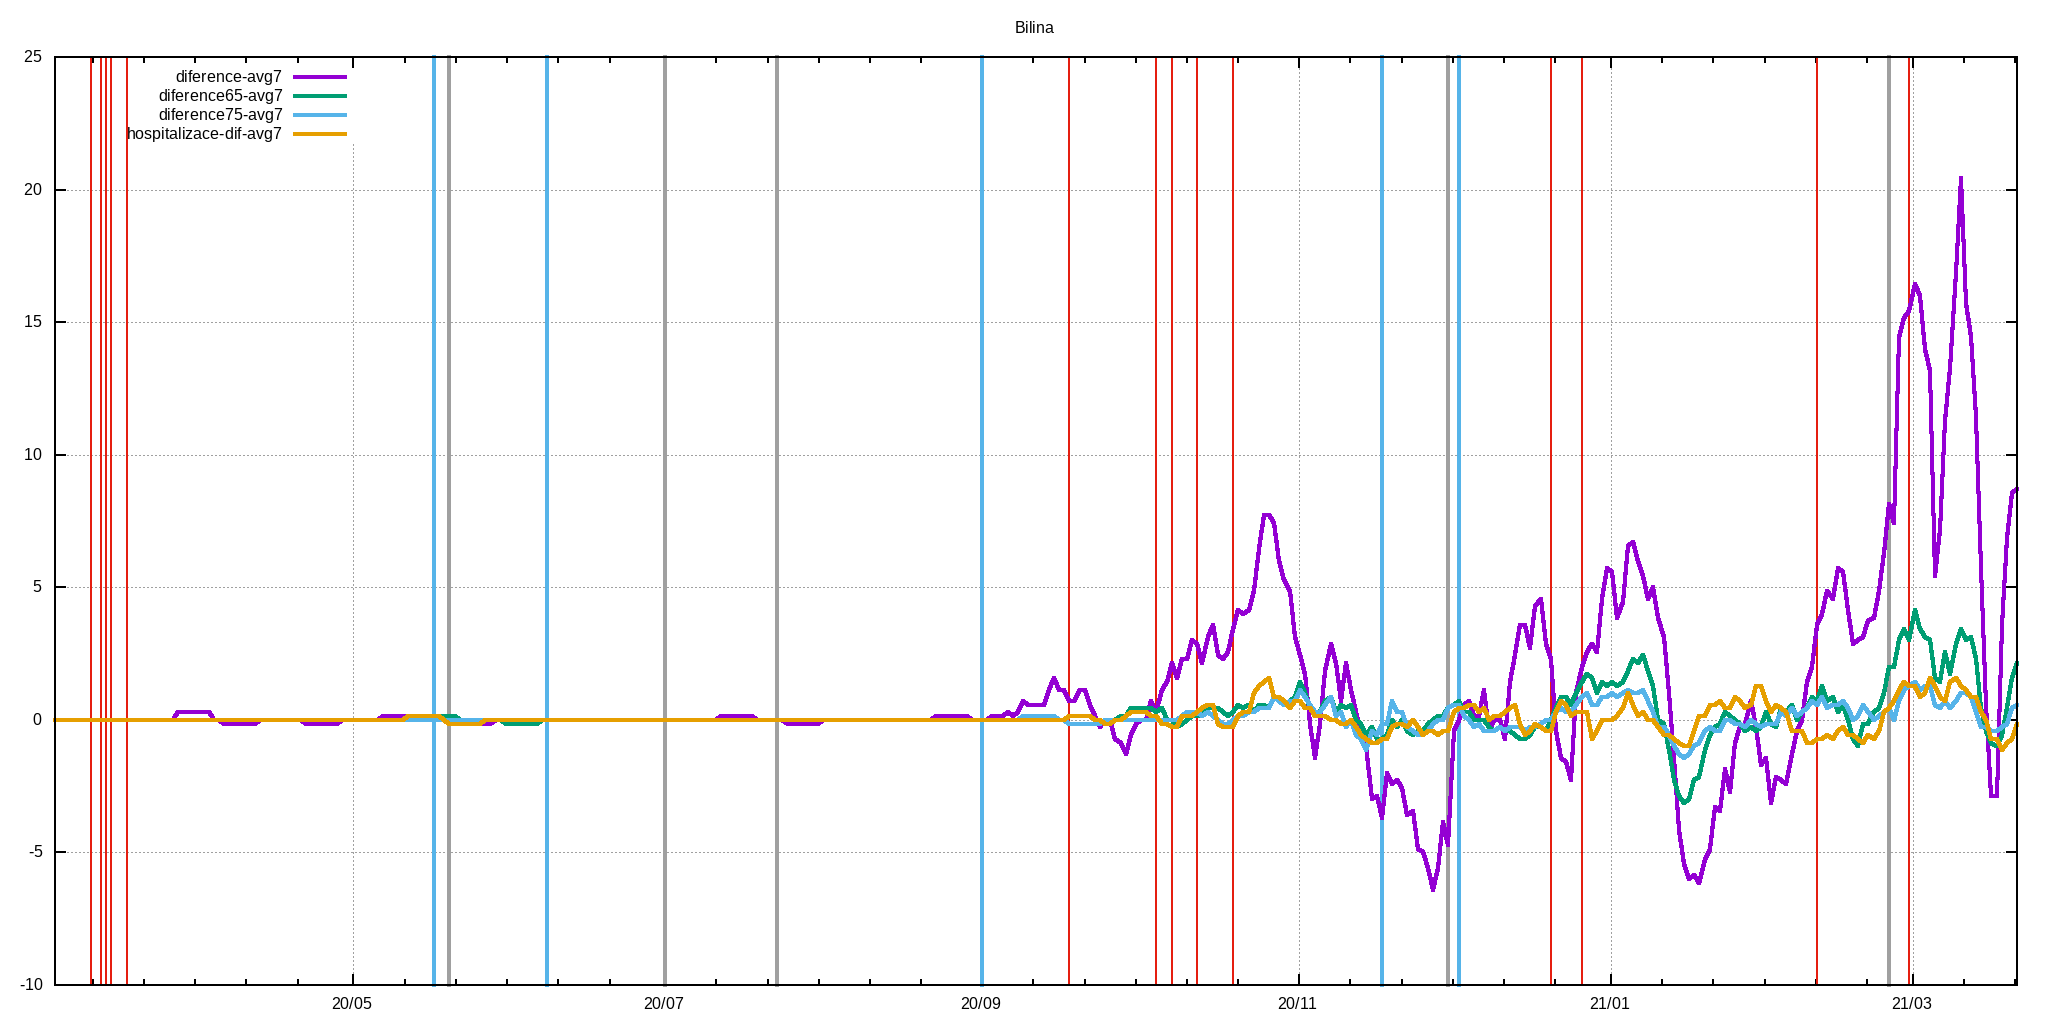 Bilina
25
diference-avg7
diference65-avg7
diference75-avg7
hospitalizace-dif-avg7
20
15
10
5
0
-5
-10
20/05 20/07 20/09 20/11 21/01 21/03